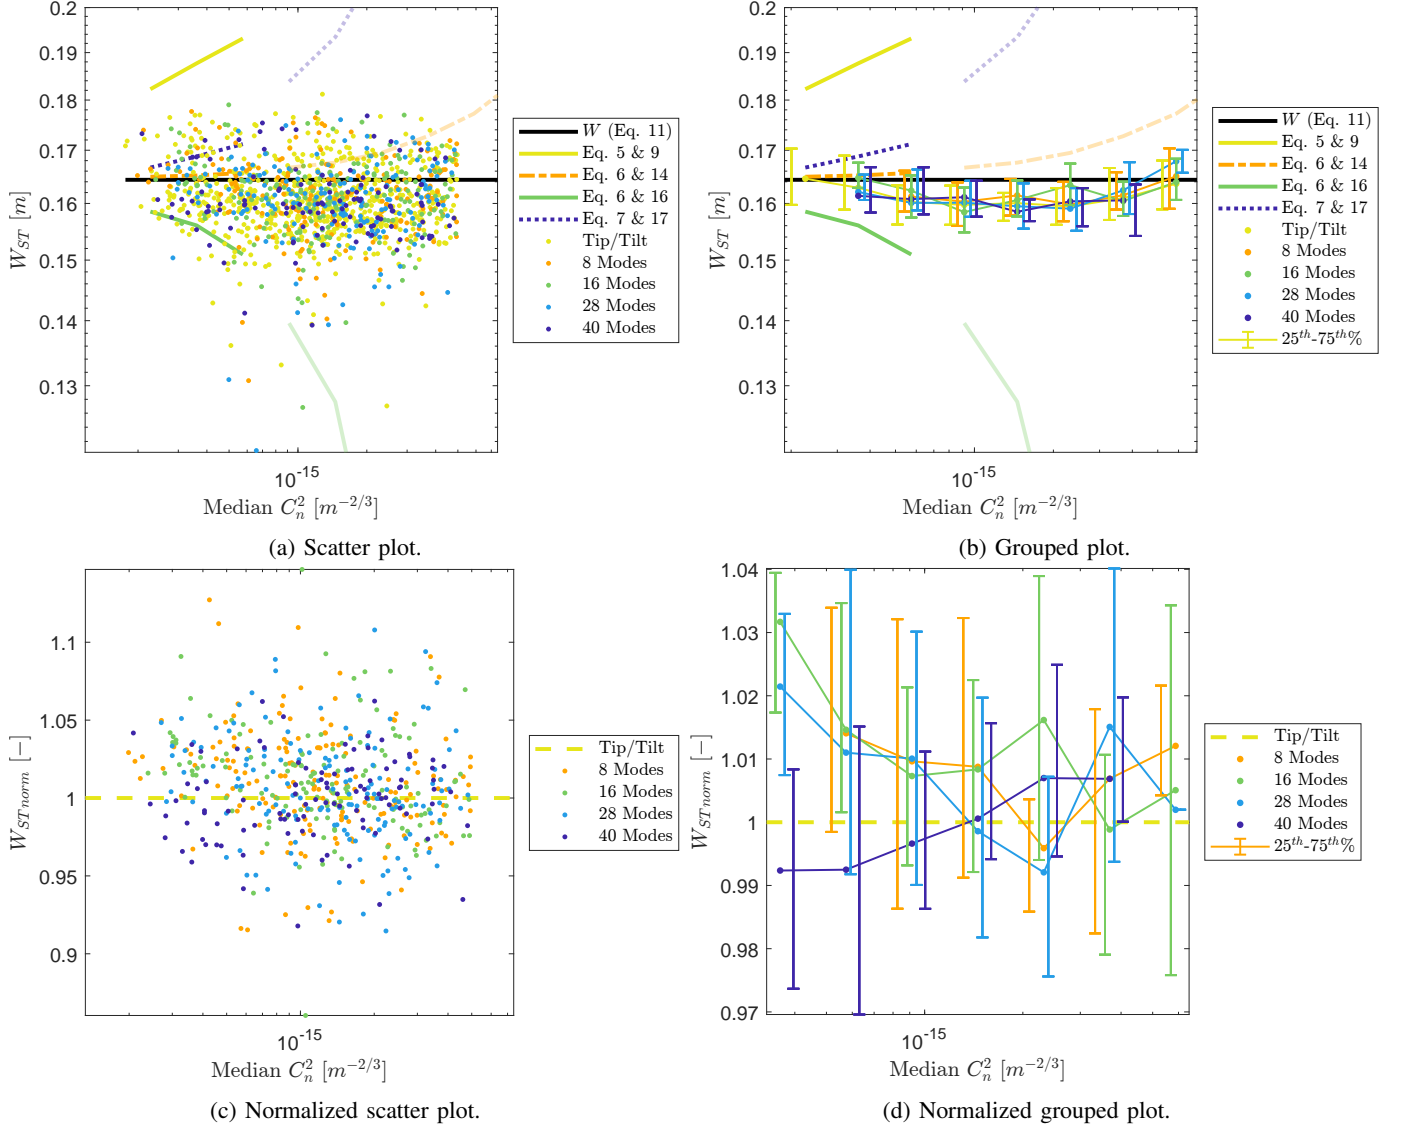 0.2
0.19
0.18
0.17
0.16
0.15
0.14
0.13
W_ST [m]
10^-15
Median C_n^2 [m^-2/3]
W (Eq. 11)
Eq. 5 & 9
Eq. 6 & 14
Eq. 6 & 16
Eq. 7 & 17
Tip/Tilt
8 Modes
16 Modes
28 Modes
40 Modes
(a) Scatter plot.
0.2
0.19
0.18
0.17
0.16
0.15
0.14
0.13
W_ST [m]
10^-15
Median C_n^2 [m^-2/3]
W (Eq. 11)
Eq. 5 & 9
Eq. 6 & 14
Eq. 6 & 16
Eq. 7 & 17
Tip/Tilt
8 Modes
16 Modes
28 Modes
40 Modes
25^th-75^th%
(b) Grouped plot.
1.1
1.05
1
0.95
0.9
W_STnorm [−]
10^-15
Median C_n^2 [m^-2/3]
Tip/Tilt
8 Modes
16 Modes
28 Modes
40 Modes
(c) Normalized scatter plot.
1.04
1.03
1.02
1.01
1
0.99
0.98
0.97
W_STnorm [−]
10^-15
Median C_n^2 [m^-2/3]
Tip/Tilt
8 Modes
16 Modes
28 Modes
40 Modes
25^th-75^th%
(d) Normalized grouped plot.